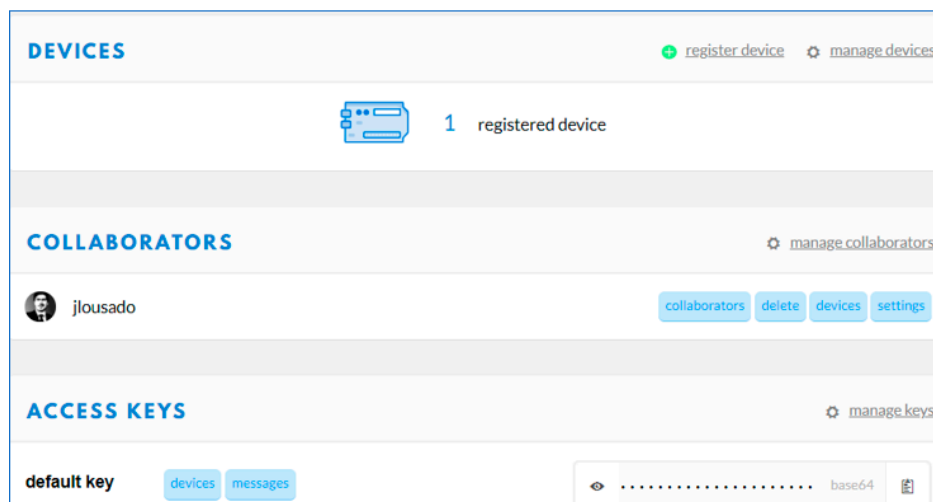 DEVICES register device manage devices
1 registered device
COLLABORATORS manage collaborators
jlousado collaborators delete devices settings
ACCESS KEYS manage keys
default key devices messages base64